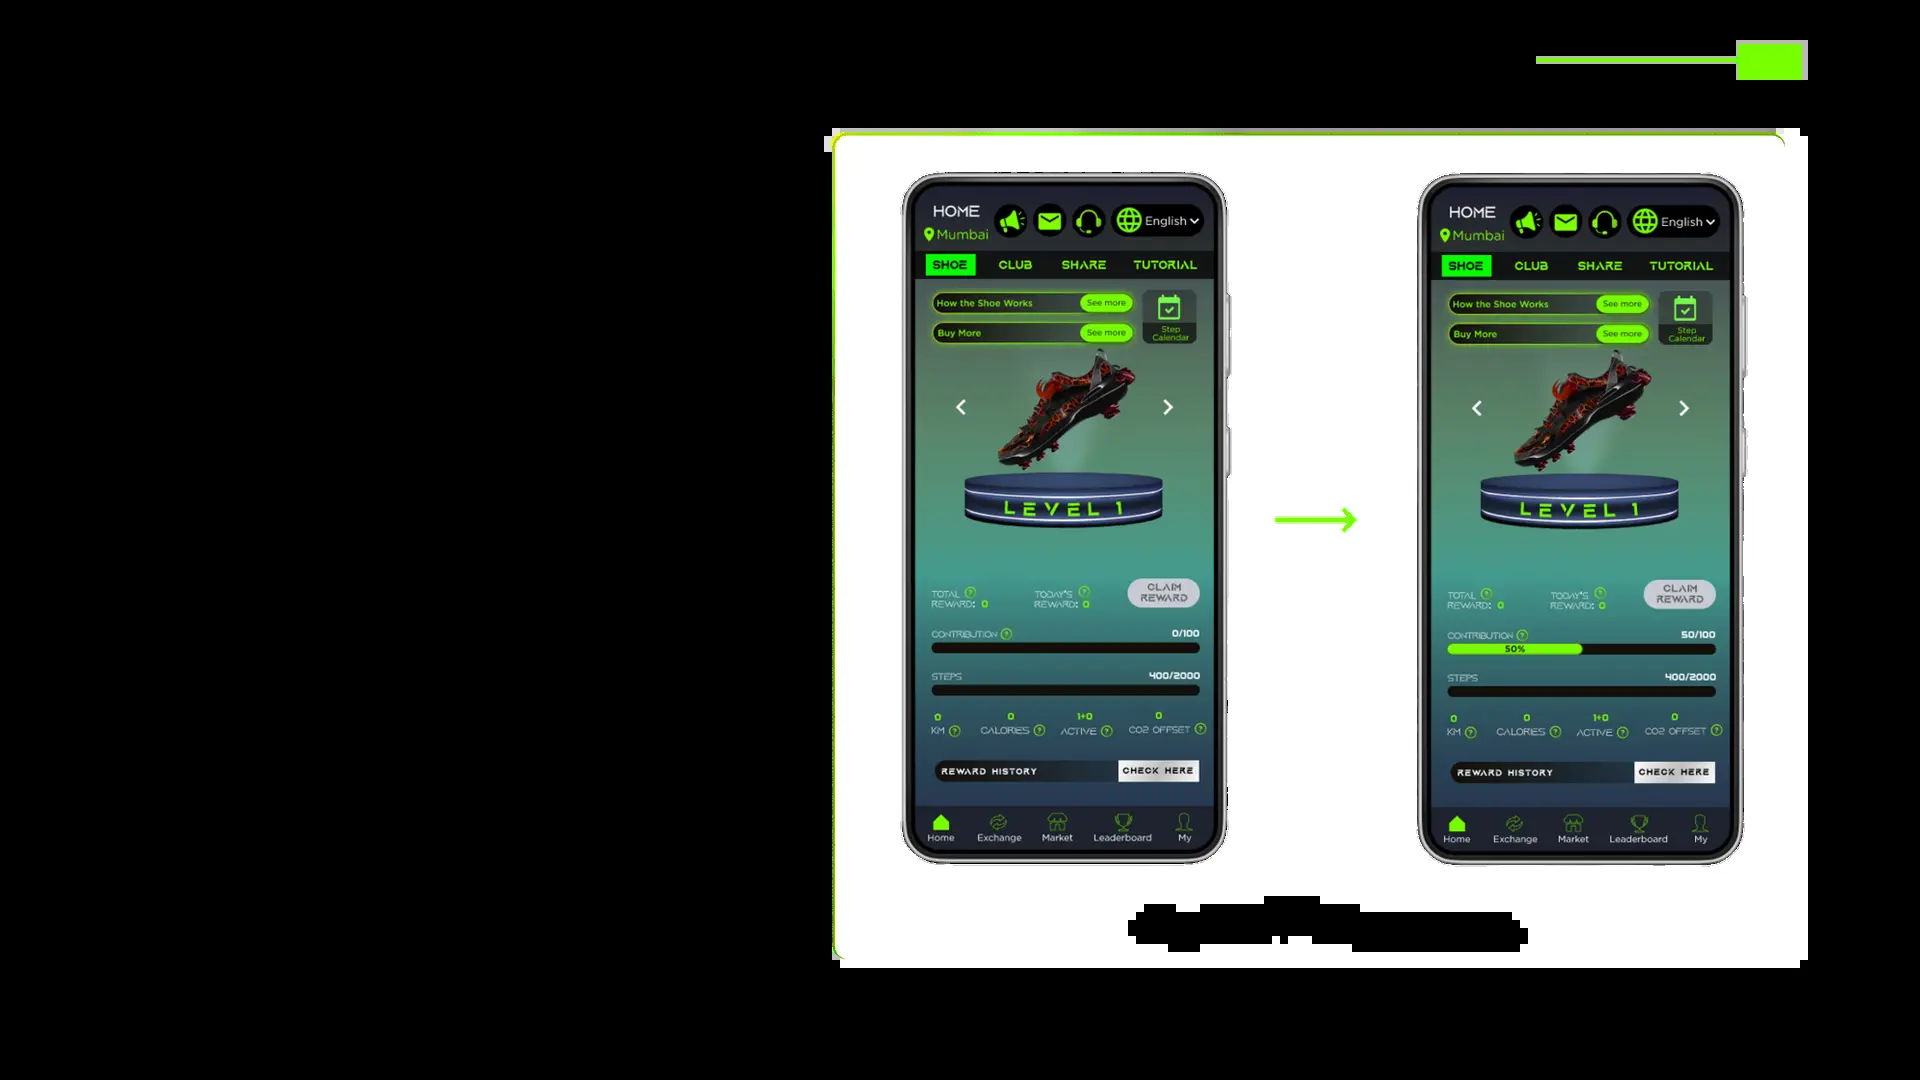 HOME
Mumbai
English
SHOE CLUB SHARE TUTORIAL
How the Shoe Works See more
Buy More See more
Step
Calendar
LEVEL 1
TOTAL
REWARD: 0
TODAY'S
REWARD: 0
CLAIM
REWARD
CONTRIBUTION 0/100
STEPS 400/2000
0 0 1+0 0
KM CALORIES ACTIVE CO2 OFFSET
REWARD HISTORY CHECK HERE
Home Exchange Market Leaderboard My
HOME
Mumbai
English
SHOE CLUB SHARE TUTORIAL
How the Shoe Works See more
Buy More See more
Step
Calendar
LEVEL 1
TOTAL
REWARD: 0
TODAY'S
REWARD: 0
CLAIM
REWARD
CONTRIBUTION 50/100
50%
STEPS 400/2000
0 0 1+0 0
KM CALORIES ACTIVE CO2 OFFSET
REWARD HISTORY CHECK HERE
Home Exchange Market Leaderboard My